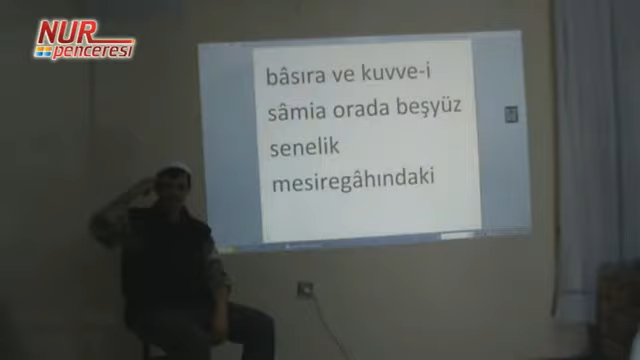 NUR
penceresi
bâsıra ve kuvve-i
sâmia orada beşyüz
senelik
mesiregâhındaki